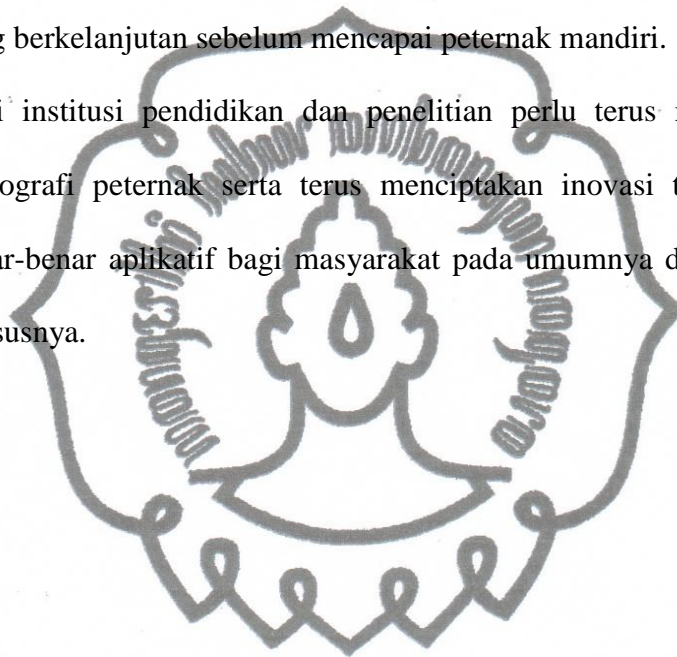 g berkelanjutan sebelum mencapai peternak mandiri.
i institusi pendidikan dan penelitian perlu terus
ografi peternak serta terus menciptakan inovasi t
ar-benar aplikatif bagi masyarakat pada umumnya d
susnya.